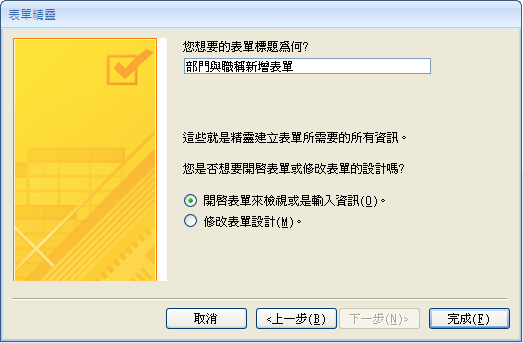 表單精靈
您想要的表單標題為何?
部門與職稱新增表單
這些就是精靈建立表單所需要的所有資訊。
您是否想要開啟表單或修改表單的設計嗎?
開啟表單來檢視或是輸入資訊(O)。
修改表單設計(M)。
取消 <上一步(B) 下一步(N)> 完成(F)